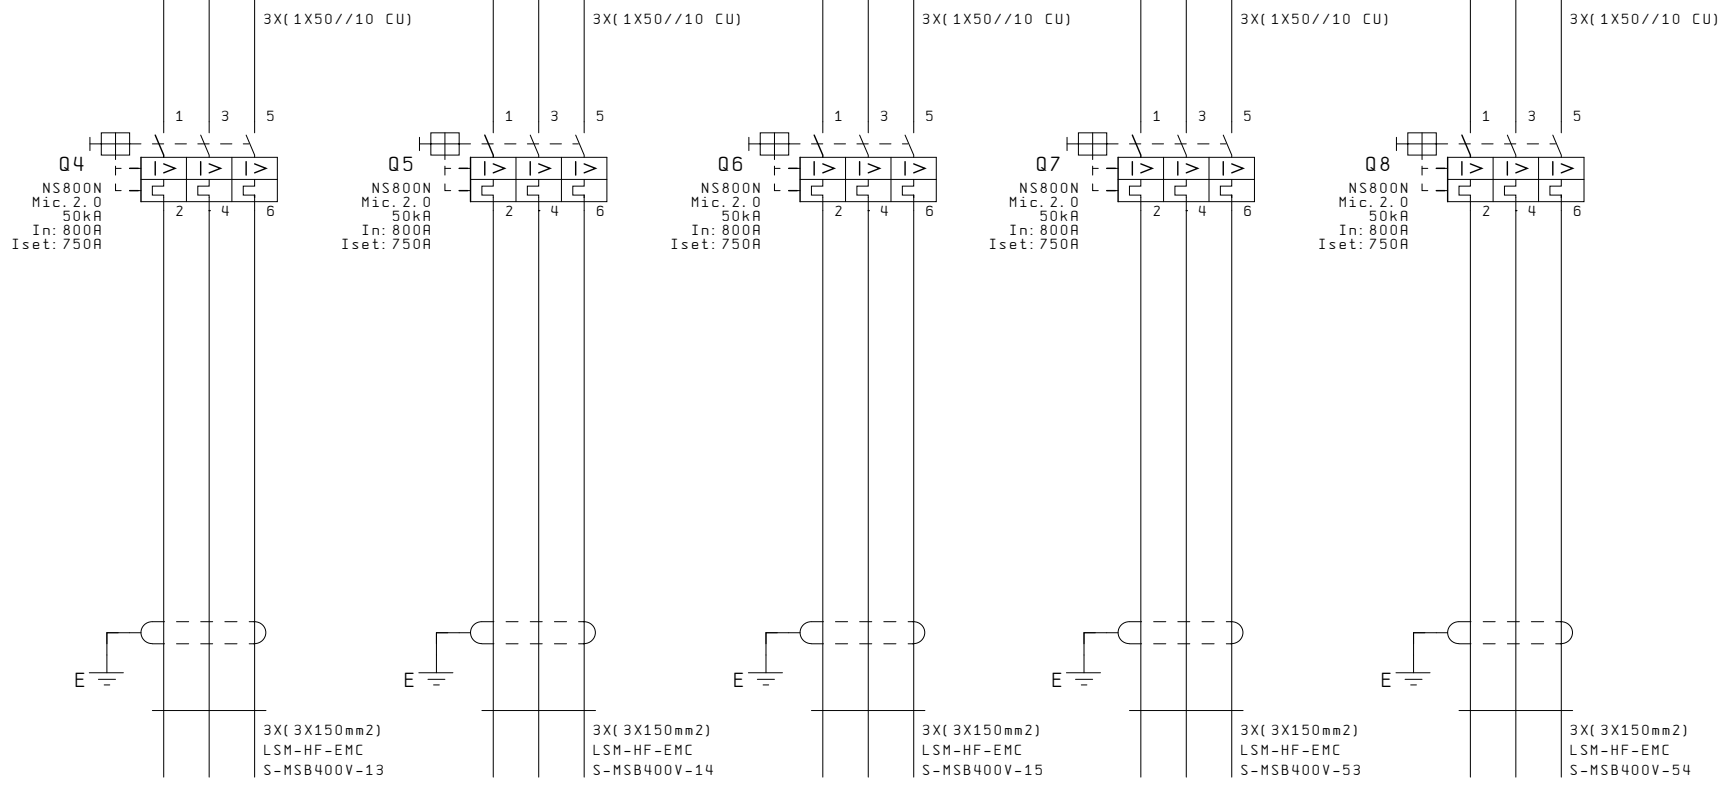 3X(1X50//10 CU)
3X(1X50//10 CU)
3X(1X50//10 CU)
3X(1X50//10 CU)
3X(1X50//10 CU)
1 3 5
Q4
I> I> I>
NS800N
Mic.2.0
50kA
In:800A
Iset:750A
2 4 6
E
3X(3X150mm2)
LSM-HF-EMC
S-MSB400V-13
1 3 5
Q5
I> I> I>
NS800N
Mic.2.0
50kA
In:800A
Iset:750A
2 4 6
E
3X(3X150mm2)
LSM-HF-EMC
S-MSB400V-14
1 3 5
Q6
I> I> I>
NS800N
Mic.2.0
50kA
In:800A
Iset:750A
2 4 6
E
3X(3X150mm2)
LSM-HF-EMC
S-MSB400V-15
1 3 5
Q7
I> I> I>
NS800N
Mic.2.0
50kA
In:800A
Iset:750A
2 4 6
E
3X(3X150mm2)
LSM-HF-EMC
S-MSB400V-53
1 3 5
Q8
I> I> I>
NS800N
Mic.2.0
50kA
In:800A
Iset:750A
2 4 6
E
3X(3X150mm2)
LSM-HF-EMC
S-MSB400V-54